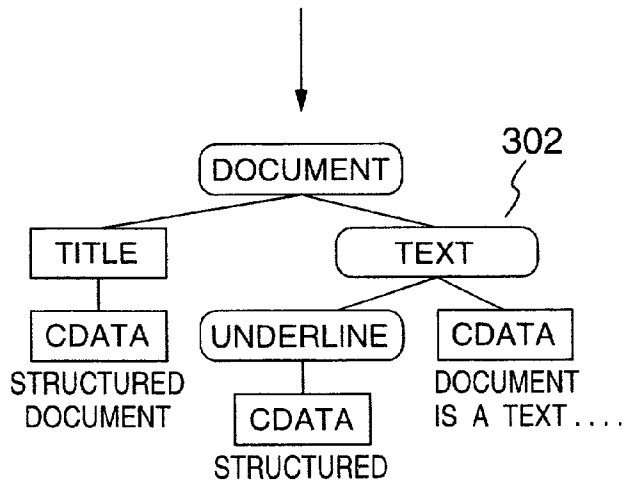 302
DOCUMENT
TITLE
TEXT
CDATA
UNDERLINE
CDATA
STRUCTURED
DOCUMENT
DOCUMENT
IS A TEXT....
CDATA
STRUCTURED